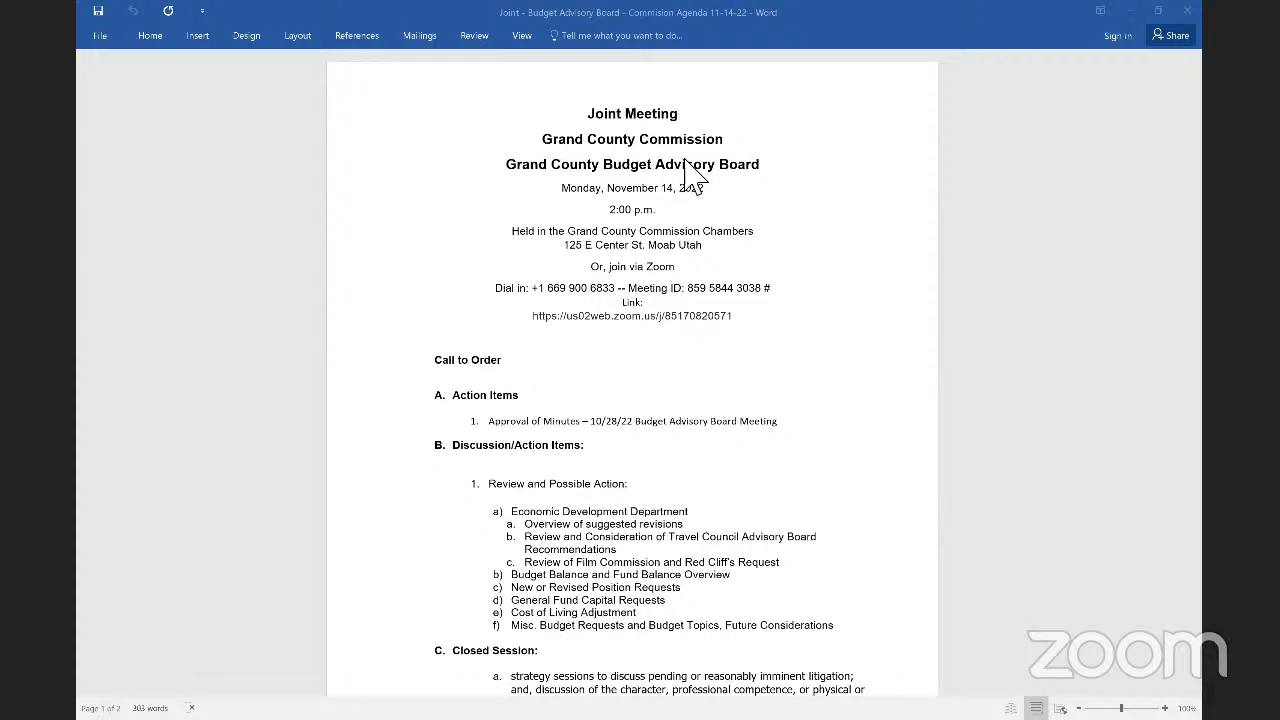 Joint - Budget Advisory Board - Commision Agenda 11-14-22 - Word
File Home Insert Design Layout References Mailings Review View Tell me what you want to do... Sign in Share
Joint Meeting
Grand County Commission
Grand County Budget Advisory Board
Monday, November 14,
2:00 p.m.
Held in the Grand County Commission Chambers
125 E Center St. Moab Utah
Or, join via Zoom
Dial in: +1 669 900 6833 -- Meeting ID: 859 5844 3038 #
Link:
https://us02web.zoom.us/j/85170820571
Call to Order
A. Action Items
1. Approval of Minutes – 10/28/22 Budget Advisory Board Meeting
B. Discussion/Action Items:
1. Review and Possible Action:
a) Economic Development Department
a. Overview of suggested revisions
b. Review and Consideration of Travel Council Advisory Board
Recommendations
c. Review of Film Commission and Red Cliff's Request
b) Budget Balance and Fund Balance Overview
c) New or Revised Position Requests
d) General Fund Capital Requests
e) Cost of Living Adjustment
f) Misc. Budget Requests and Budget Topics, Future Considerations
C. Closed Session:
a. strategy sessions to discuss pending or reasonably imminent litigation;
and, discussion of the character, professional competence, or physical or
zoom
Page 1 of 2 303 words 100%